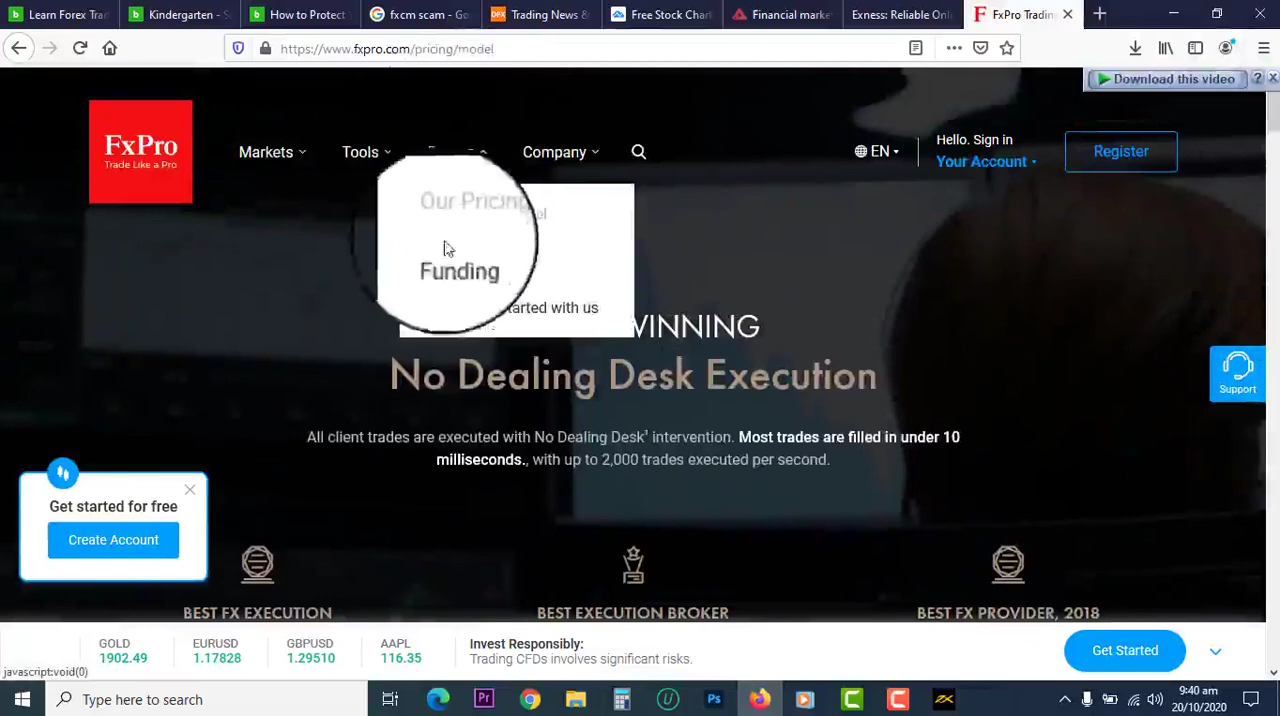 Learn Forex Trad
Kindergarten - S
How to Protect
fxcm scam - Go
Trading News &
Free Stock Char
Financial market
Exness: Reliable Onl
FxPro Trading
https://www.fxpro.com/pricing/model
Download this video
FxPro
Trade Like a Pro
Markets
Tools
Company
EN
Hello. Sign in
Your Account
Register
Our Pricing
Funding
tarted with us
WINNING
No Dealing Desk Execution
All client trades are executed with No Dealing Desk¹ intervention. Most trades are filled in under 10
milliseconds., with up to 2,000 trades executed per second.
Support
Get started for free
Create Account
BEST FX EXECUTION
BEST EXECUTION BROKER
BEST FX PROVIDER, 2018
GOLD
1902.49
EURUSD
1.17828
GBPUSD
1.29510
AAPL
116.35
Invest Responsibly:
Trading CFDs involves significant risks.
Get Started
javascript:void(0)
Type here to search
9:40 am
20/10/2020